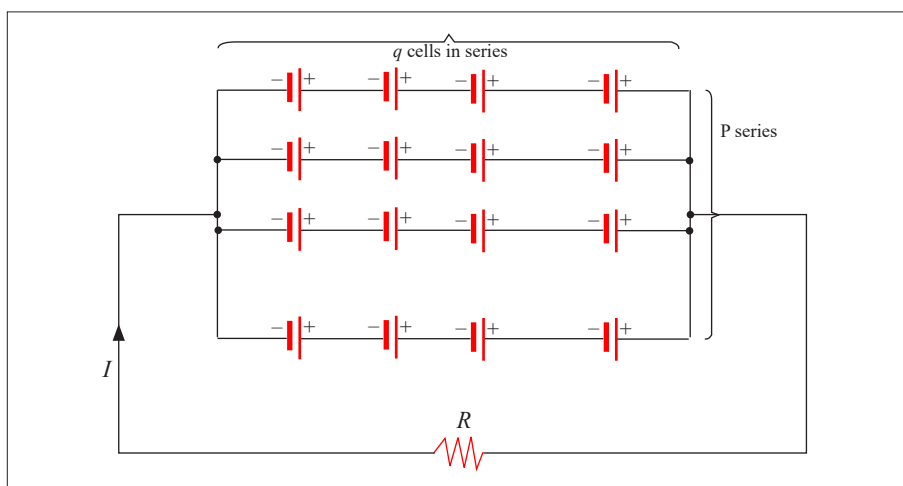 q cells in series
− + − + − + − +
P series
− + − + − + − +
− + − + − + − +
− + − + − + − +
I
R